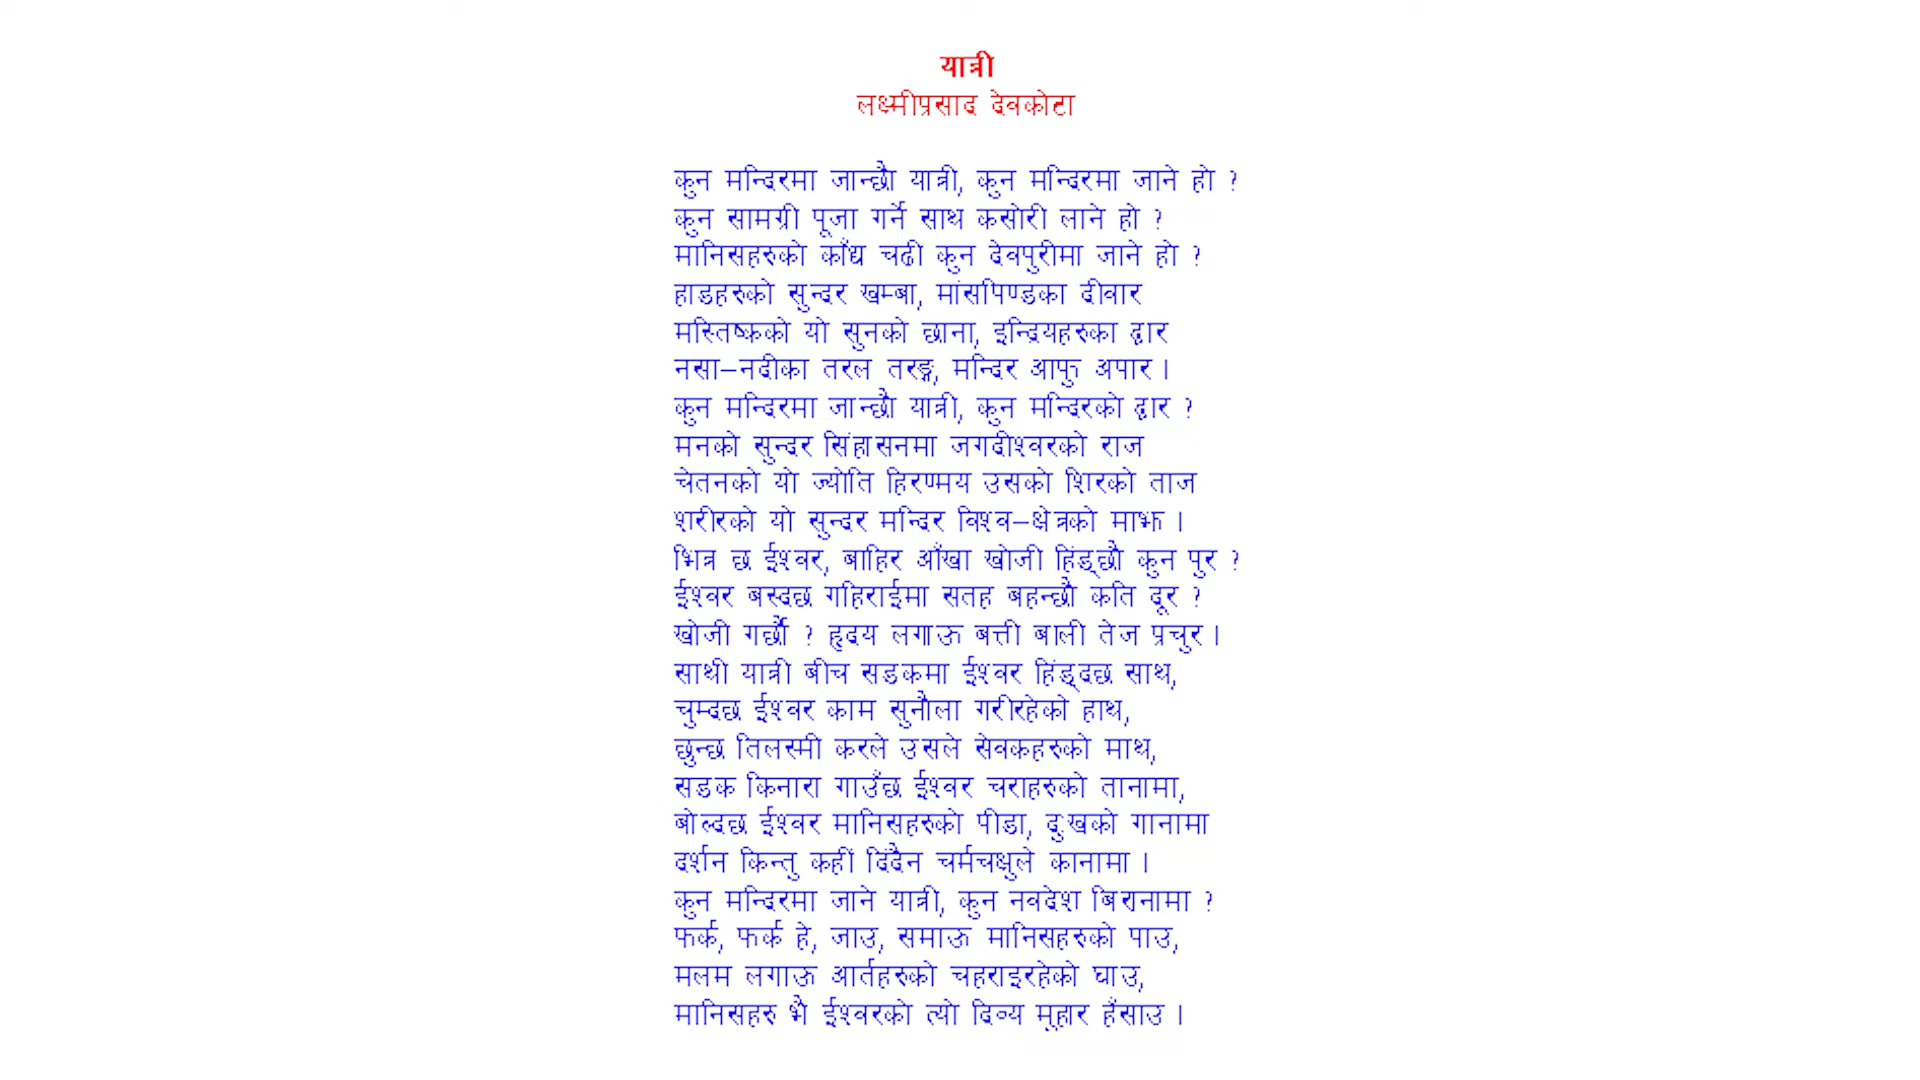 यात्री
लक्ष्मीप्रसाद देवकोटा
कुन मन्दिरमा जान्छौ यात्री, कुन मन्दिरमा जाने हो ?
कुन सामग्री पूजा गर्ने साथ कसोरी लाने हो ?
मानिसहरुको काँध चढी कुन देवपुरीमा जाने हो ?
हाडहरुको सुन्दर खम्बा, मांसपिण्डका दीवार
मस्तिष्कको यो सुनको छाना, इन्द्रियहरुका द्वार
नसा–नदीका तरल तरङ्ग, मन्दिर आफु अपार ।
कुन मन्दिरमा जान्छौ यात्री, कुन मन्दिरको द्वार ?
मनको सुन्दर सिंहासनमा जगदीश्वरको राज
चेतनको यो ज्योति हिरण्मय उसको शिरको ताज
शरीरको यो सुन्दर मन्दिर विश्व–क्षेत्रको माझ ।
भित्र छ ईश्वर, बाहिर आँखा खोजी हिंड्छौ कुन पुर ?
ईश्वर बस्दछ गहिराईमा सतह बहन्छौ कति दूर ?
खोजी गर्छौ ? हृदय लगाऊ बत्ती बाली तेज प्रचुर ।
साथी यात्री बीच सडकमा ईश्वर हिंड्दछ साथ,
चुम्दछ ईश्वर काम सुनौला गरीरहेको हाथ,
छुन्छ तिलस्मी करले उसले सेवकहरुको माथ,
सडक किनारा गाउँछ ईश्वर चराहरुको तानामा,
बोल्दछ ईश्वर मानिसहरुको पीडा, दुःखको गानामा
दर्शन किन्तु कहीं दिंदैन चर्मचक्षुले कानामा ।
कुन मन्दिरमा जाने यात्री, कुन नवदेश बिरानामा ?
फर्क, फर्क हे, जाउ, समाऊ मानिसहरुको पाउ,
मलम लगाऊ आर्तहरुको चहराइरहेको घाउ,
मानिसहरु भै ईश्वरको त्यो दिव्य मुहार हँसाउ ।